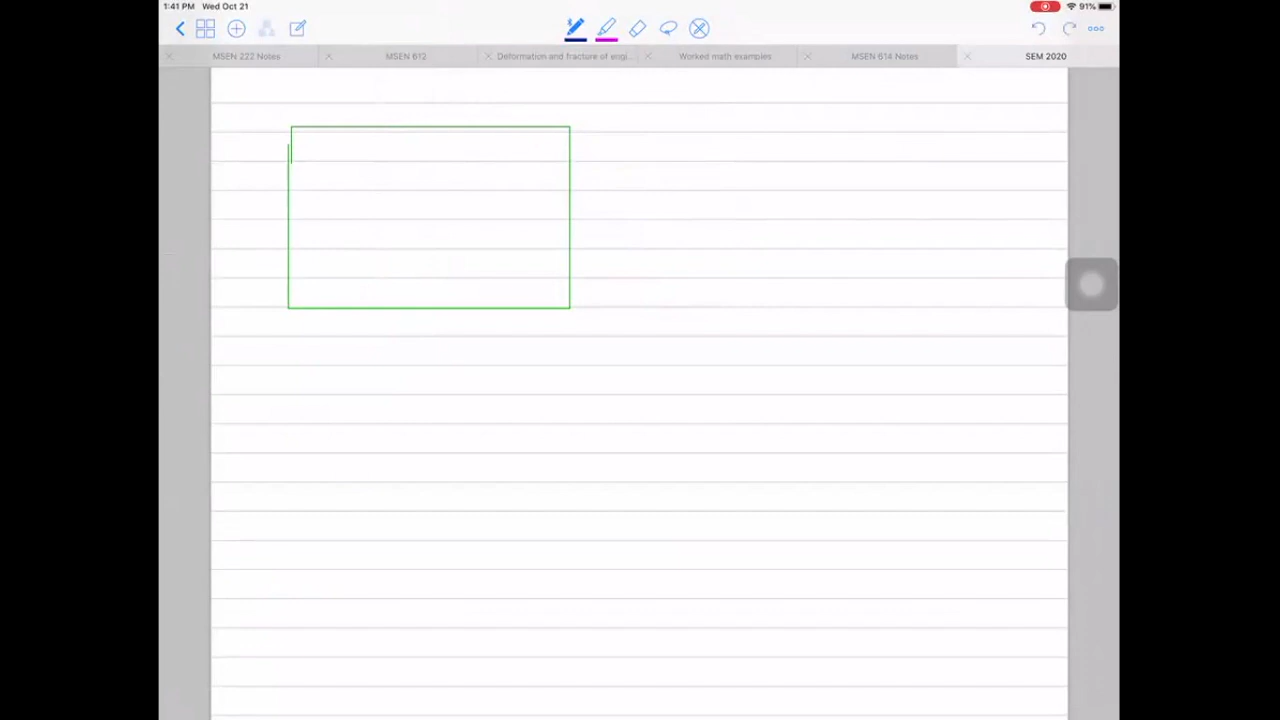 1:41 PM Wed Oct 21 91%
MSEN 222 Notes MSEN 612 Deformation and fracture of engi... Worked math examples MSEN 614 Notes SEM 2020